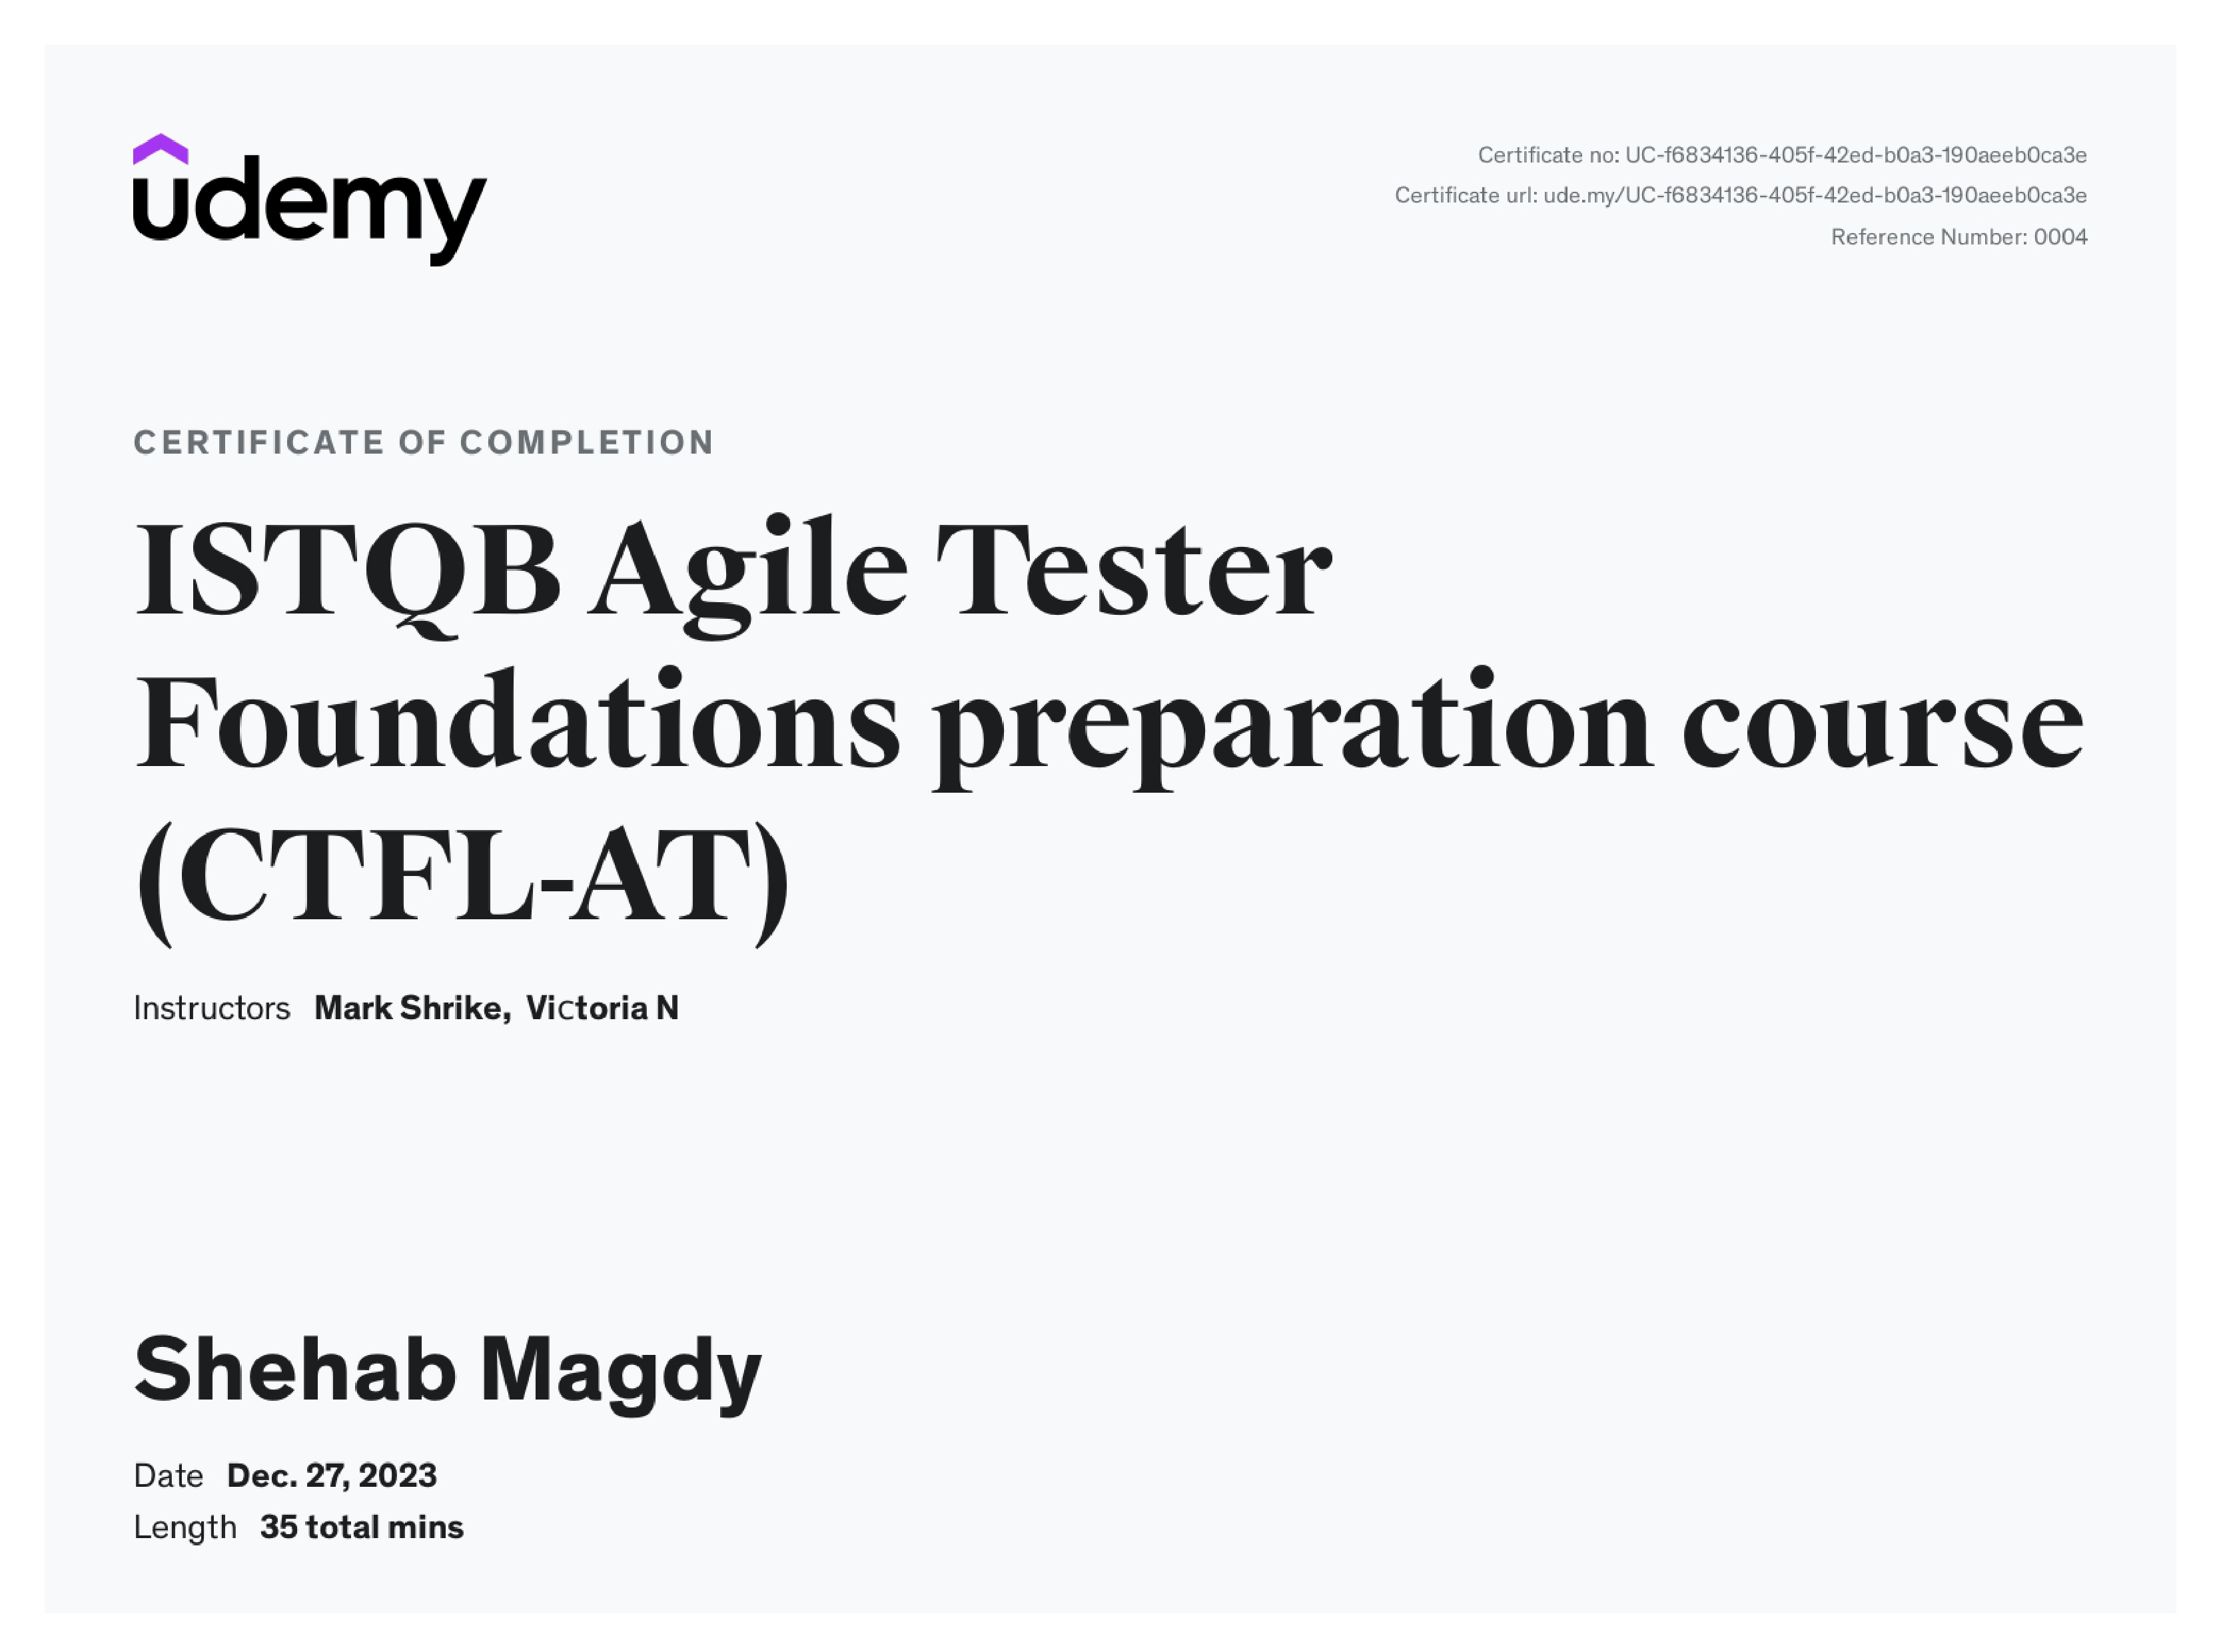 udemy
Certificate no: UC-f6834136-405f-42ed-b0a3-190aeeb0ca3e
Certificate url: ude.my/UC-f6834136-405f-42ed-b0a3-190aeeb0ca3e
Reference Number: 0004
CERTIFICATE OF COMPLETION
ISTQB Agile Tester
Foundations preparation course
(CTFL-AT)
Instructors Mark Shrike, Victoria N
Shehab Magdy
Date Dec. 27, 2023
Length 35 total mins